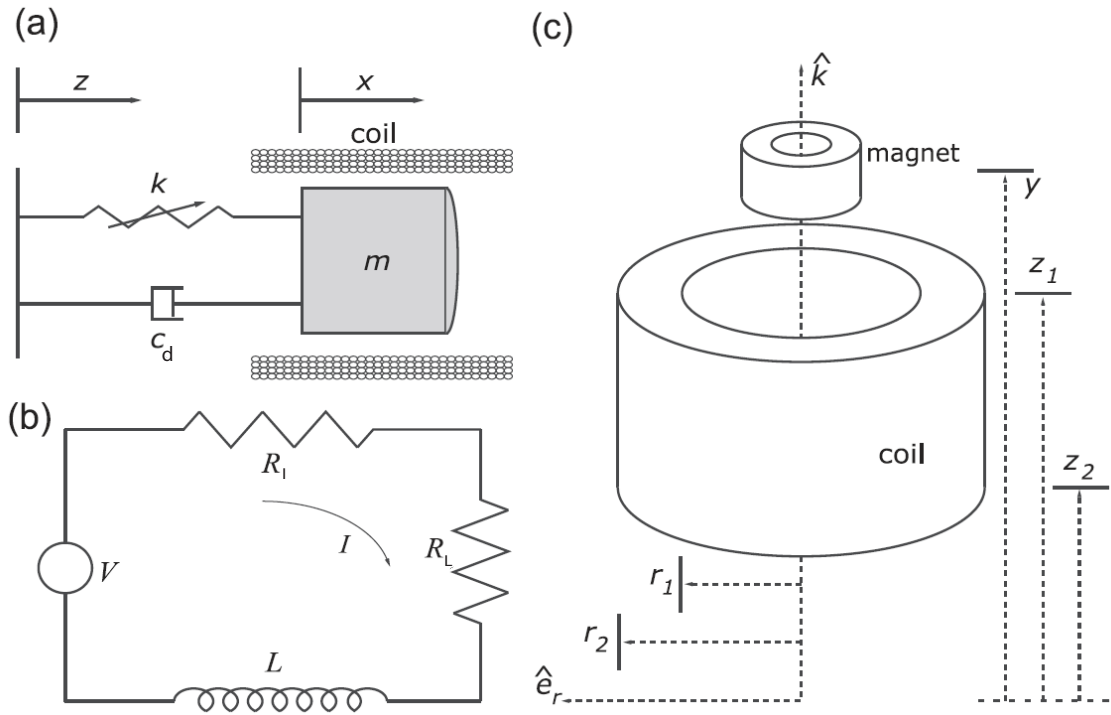 (a)
z
x
coil
k
m
c_d
(b)
R_I
I
R_L
V
L
(c)
k̂
magnet
y
z_1
coil
z_2
r_1
r_2
ê_r